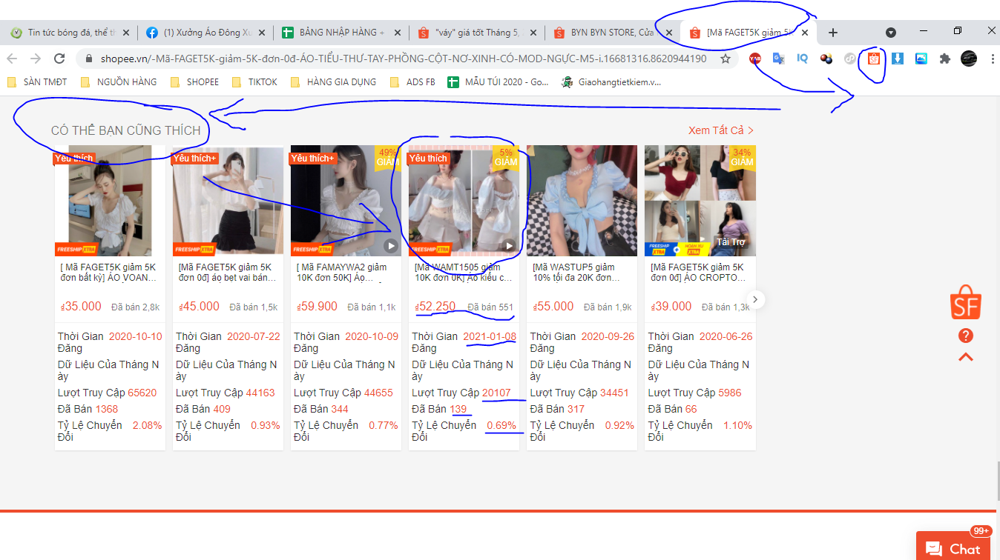 Tin tức bóng đá, thể th
(1) Xưởng Áo Đông Xu
BẢNG NHẬP HÀNG +
"váy" giá tốt Tháng 5,
BYN BYN STORE, Cửa
[Mã FAGET5K giảm 5K
shopee.vn/-Mã-FAGET5K-giảm-5K-đơn-0đ-ÁO-TIỂU-THƯ-TAY-PHỒNG-CỘT-NƠ-XINH-CÓ-MOD-NGỰC-M5-i.16681316.8620944190
SÀN TMĐT
NGUỒN HÀNG
SHOPEE
TIKTOK
HÀNG GIA DỤNG
ADS FB
MẪU TÚI 2020 - Go...
Giaohangtietkiem.v...
CÓ THỂ BẠN CŨNG THÍCH
Xem Tất Cả >
Yêu thích
FREESHIP XTRA
[ Mã FAGET5K giảm 5K
đơn bất kỳ] ÁO VOAN...
₫35.000 Đã bán 2,8k
Thời Gian Đăng 2020-10-10
Dữ Liệu Của Tháng N
ày
Lượt Truy Cập 65620
Đã Bán 1368
Tỷ Lệ Chuyển Đổi 2.08%
Yêu thích+
FREESHIP XTRA
[Mã FAGET5K giảm 5K
đơn 0đ] áo bẹt vai bán...
₫45.000 Đã bán 1,5k
Thời Gian Đăng 2020-07-22
Dữ Liệu Của Tháng N
ày
Lượt Truy Cập 44163
Đã Bán 409
Tỷ Lệ Chuyển Đổi 0.93%
Yêu thích+
49%
GIẢM
FREESHIP XTRA
[ Mã FAMAYWA2 giảm
10K đơn 50K] Áo...
₫59.900 Đã bán 1,1k
Thời Gian Đăng 2020-10-09
Dữ Liệu Của Tháng N
ày
Lượt Truy Cập 44655
Đã Bán 344
Tỷ Lệ Chuyển Đổi 0.77%
Yêu thích
5%
GIẢM
FREESHIP XTRA
[Mã WAMT1505 giảm
10K đơn 0K] Áo kiểu c...
₫52.250 Đã bán 551
Thời Gian Đăng 2021-01-08
Dữ Liệu Của Tháng N
ày
Lượt Truy Cập 20107
Đã Bán 139
Tỷ Lệ Chuyển Đổi 0.69%
[Mã WASTUP5 giảm
10% tối đa 20K đơn...
₫55.000 Đã bán 1,9k
Thời Gian Đăng 2020-09-26
Dữ Liệu Của Tháng N
ày
Lượt Truy Cập 34451
Đã Bán 317
Tỷ Lệ Chuyển Đổi 0.92%
34%
GIẢM
Tài Trợ
FREESHIP XTRA HOÀN XU XTRA
[Mã FAGET5K giảm 5K
đơn 0đ] ÁO CROPTO...
₫39.000 Đã bán 1,3k
Thời Gian Đăng 2020-06-26
Dữ Liệu Của Tháng N
ày
Lượt Truy Cập 5986
Đã Bán 66
Tỷ Lệ Chuyển Đổi 1.10%
SF
?
99+
Chat